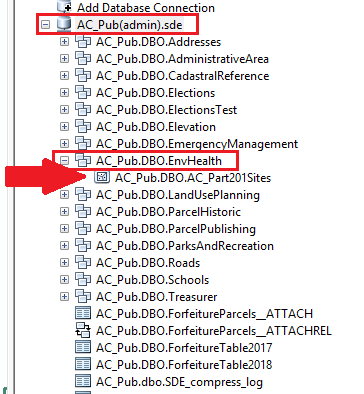 Add Database Connection
AC_Pub(admin).sde
AC_Pub.DBO.Addresses
AC_Pub.DBO.AdministrativeArea
AC_Pub.DBO.CadastralReference
AC_Pub.DBO.Elections
AC_Pub.DBO.ElectionsTest
AC_Pub.DBO.Elevation
AC_Pub.DBO.EmergencyManagement
AC_Pub.DBO.EnvHealth
AC_Pub.DBO.AC_Part201Sites
AC_Pub.DBO.LandUsePlanning
AC_Pub.DBO.ParcelHistoric
AC_Pub.DBO.ParcelPublishing
AC_Pub.DBO.ParksAndRecreation
AC_Pub.DBO.Roads
AC_Pub.DBO.Schools
AC_Pub.DBO.Treasurer
AC_Pub.DBO.ForfeitureParcels__ATTACH
AC_Pub.DBO.ForfeitureParcels__ATTACHREL
AC_Pub.DBO.ForfeitureTable2017
AC_Pub.DBO.ForfeitureTable2018
AC_Pub.dbo.SDE_compress_log